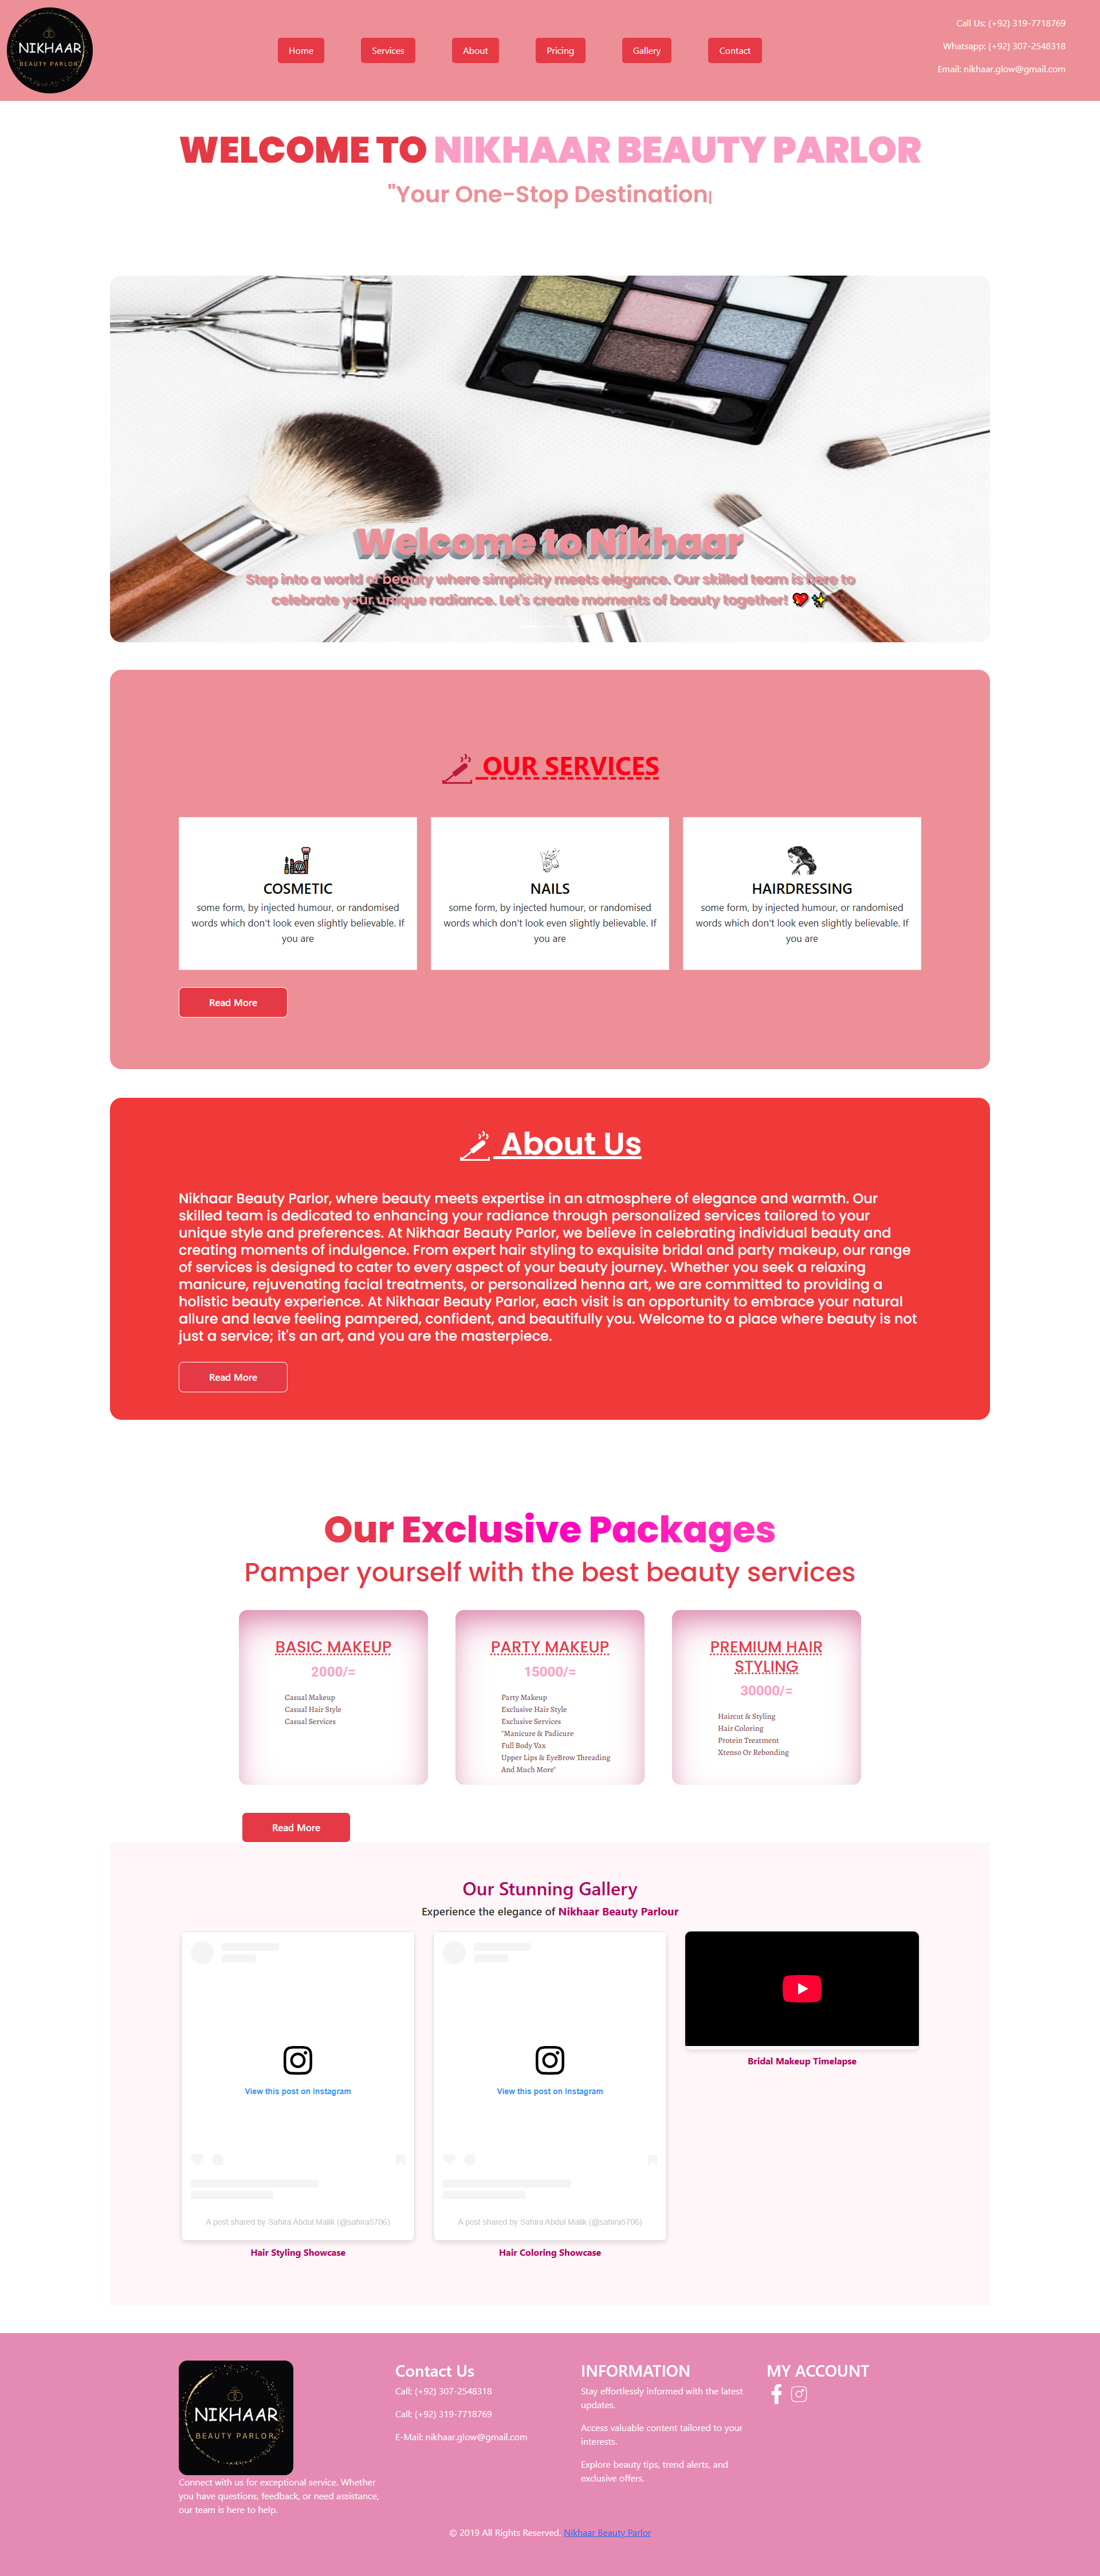 NIKHAAR
BEAUTY PARLOR
Home
Services
About
Pricing
Gallery
Contact
Call Us: (+92) 319-7718769
Whatsapp: (+92) 307-2548318
Email: nikhaar.glow@gmail.com
WELCOME TO NIKHAAR BEAUTY PARLOR
"Your One-Stop Destination|
Welcome to Nikhaar
Step into a world of beauty where simplicity meets elegance. Our skilled team is here to
celebrate your unique radiance. Let's create moments of beauty together! ❤️✨
OUR SERVICES
COSMETIC
some form, by injected humour, or randomised
words which don't look even slightly believable. If
you are
NAILS
some form, by injected humour, or randomised
words which don't look even slightly believable. If
you are
HAIRDRESSING
some form, by injected humour, or randomised
words which don't look even slightly believable. If
you are
Read More
About Us
Nikhaar Beauty Parlor, where beauty meets expertise in an atmosphere of elegance and warmth. Our
skilled team is dedicated to enhancing your radiance through personalized services tailored to your
unique style and preferences. At Nikhaar Beauty Parlor, we believe in celebrating individual beauty and
creating moments of indulgence. From expert hair styling to exquisite bridal and party makeup, our range
of services is designed to cater to every aspect of your beauty journey. Whether you seek a relaxing
manicure, rejuvenating facial treatments, or personalized henna art, we are committed to providing a
holistic beauty experience. At Nikhaar Beauty Parlor, each visit is an opportunity to embrace your natural
allure and leave feeling pampered, confident, and beautifully you. Welcome to a place where beauty is not
just a service; it's an art, and you are the masterpiece.
Read More
Our Exclusive Packages
Pamper yourself with the best beauty services
BASIC MAKEUP
2000/=
Casual Makeup
Casual Hair Style
Casual Services
PARTY MAKEUP
15000/=
Party Makeup
Exclusive Hair Style
Exclusive Services
"Manicure & Padicure
Full Body Vax
Upper Lips & EyeBrow Threading
And Much More"
PREMIUM HAIR
STYLING
30000/=
Haircut & Styling
Hair Coloring
Protein Treatment
Xtenso Or Rebonding
Read More
Our Stunning Gallery
Experience the elegance of Nikhaar Beauty Parlour
View this post on Instagram
A post shared by Sahira Abdul Malik (@sahira5706)
Hair Styling Showcase
View this post on Instagram
A post shared by Sahira Abdul Malik (@sahira5706)
Hair Coloring Showcase
Bridal Makeup Timelapse
NIKHAAR
BEAUTY PARLOR
Connect with us for exceptional service. Whether
you have questions, feedback, or need assistance,
our team is here to help.
Contact Us
Call: (+92) 307-2548318
Call: (+92) 319-7718769
E-Mail: nikhaar.glow@gmail.com
INFORMATION
Stay effortlessly informed with the latest
updates.
Access valuable content tailored to your
interests.
Explore beauty tips, trend alerts, and
exclusive offers.
MY ACCOUNT
© 2019 All Rights Reserved. Nikhaar Beauty Parlor